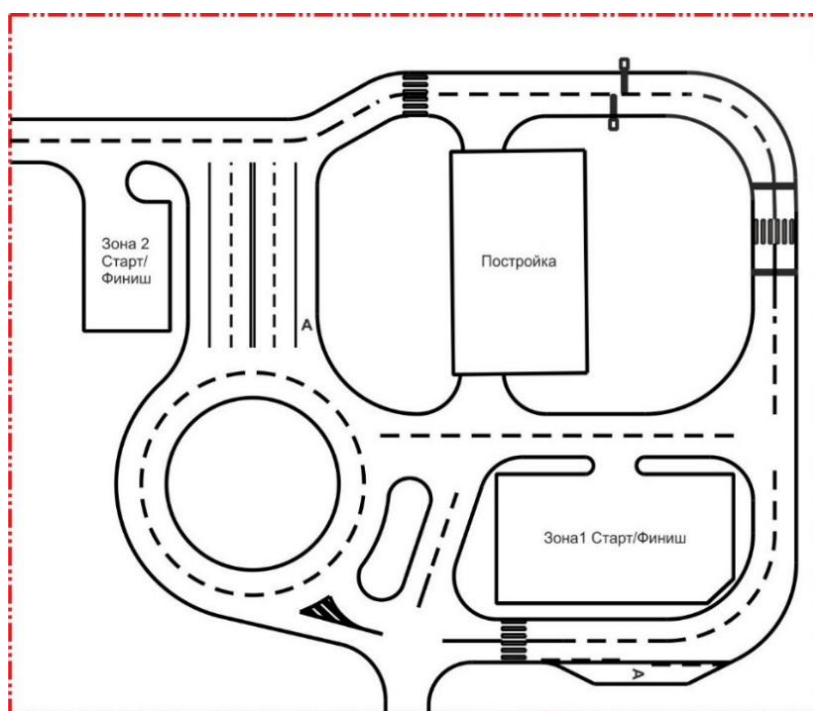 Зона 2
Старт/
Финиш
Постройка
А
Зона1 Старт/Финиш
А